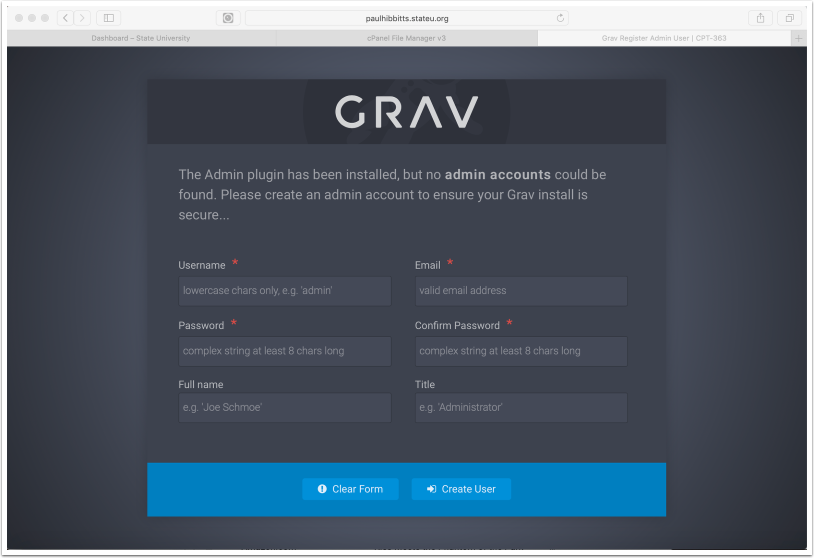 paulhibbitts.stateu.org
Dashboard – State University
cPanel File Manager v3
Grav Register Admin User | CPT-363
GRAV
The Admin plugin has been installed, but no admin accounts could be
found. Please create an admin account to ensure your Grav install is
secure...
Username *
Email *
lowercase chars only, e.g. 'admin'
valid email address
Password *
Confirm Password *
complex string at least 8 chars long
complex string at least 8 chars long
Full name
Title
e.g. 'Joe Schmoe'
e.g. 'Administrator'
Clear Form
Create User